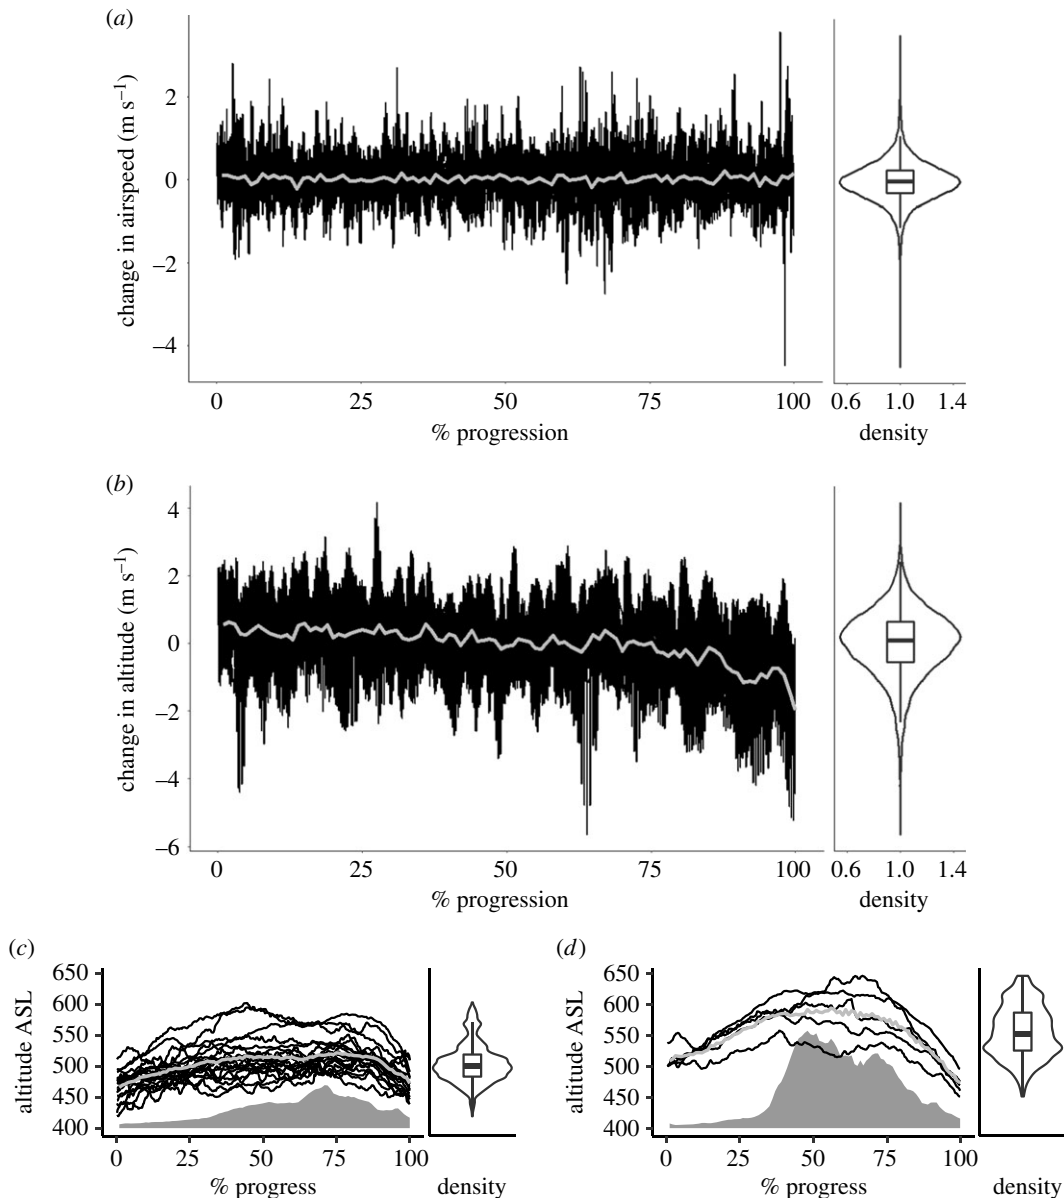 (a)
change in airspeed (m s⁻¹)
2
0
–2
–4
0 25 50 75 100
% progression
0.6 1.0 1.4
density
(b)
change in altitude (m s⁻¹)
4
2
0
–2
–4
–6
0 25 50 75 100
% progression
0.6 1.0 1.4
density
(c)
altitude ASL
650
600
550
500
450
400
0 25 50 75 100
% progress
density
(d)
altitude ASL
650
600
550
500
450
400
0 25 50 75 100
% progress
density